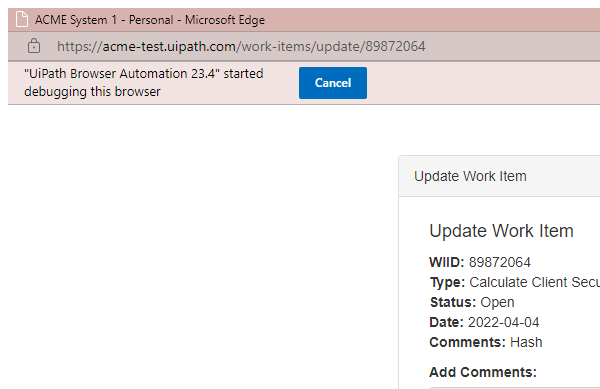 ACME System 1 - Personal - Microsoft Edge
https://acme-test.uipath.com/work-items/update/89872064
"UiPath Browser Automation 23.4" started
debugging this browser
Cancel
Update Work Item
Update Work Item
WIID: 89872064
Type: Calculate Client Secu
Status: Open
Date: 2022-04-04
Comments: Hash
Add Comments: